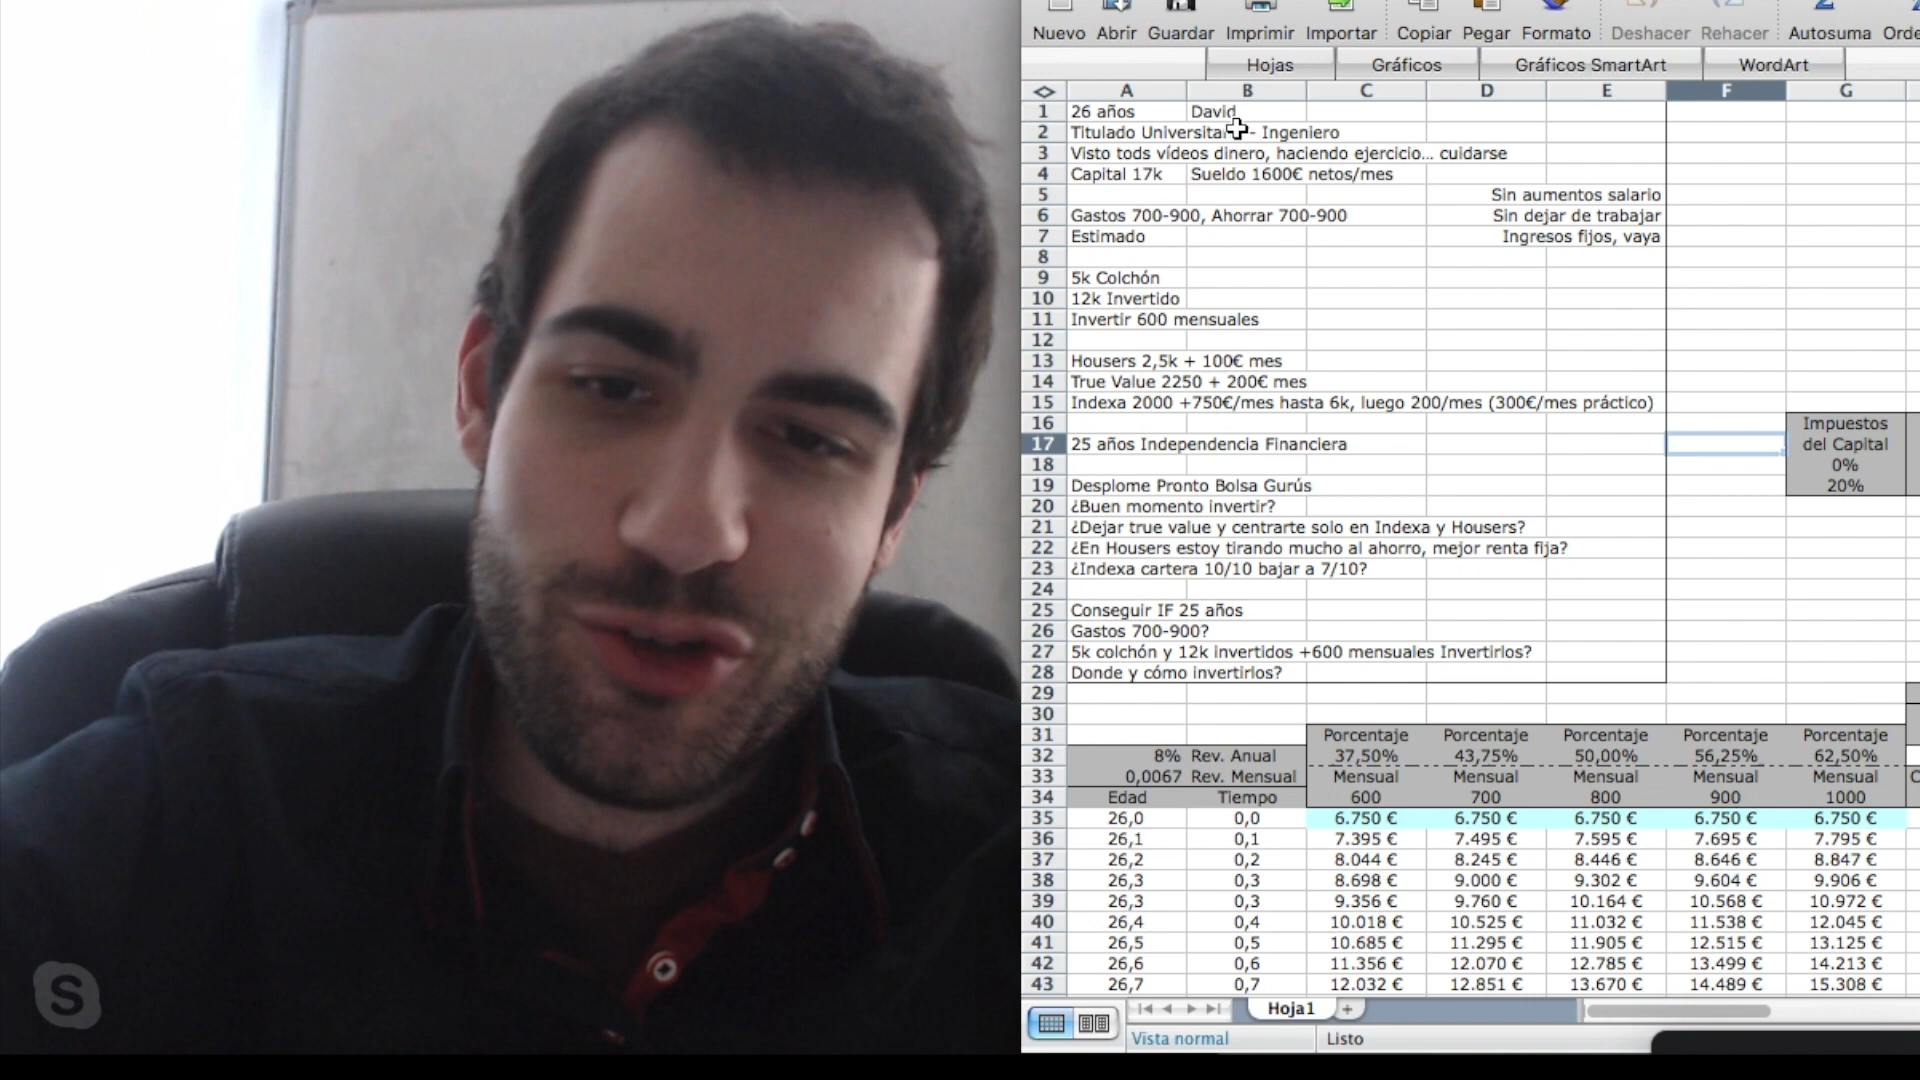 Nuevo Abrir Guardar Imprimir Importar Copiar Pegar Formato Deshacer Rehacer Autosuma
Hojas Gráficos Gráficos SmartArt WordArt
A B C D E F G
1 26 años David
2 Titulado - Ingeniero
3 Visto tods vídeos dinero, haciendo ejercicio... cuidarse
4 Capital 17k Sueldo 1600€ netos/mes
5 Sin aumentos salario
6 Gastos 700-900, Ahorrar 700-900 Sin dejar de trabajar
7 Estimado Ingresos fijos, vaya
8
9 5k Colchón
10 12k Invertido
11 Invertir 600 mensuales
12
13 Housers 2,5k + 100€ mes
14 True Value 2250 + 200€ mes
15 Indexa 2000 +750€/mes hasta 6k, luego 200/mes (300€/mes práctico)
16 Impuestos
17 25 años Independencia Financiera del Capital
18 0%
19 Desplome Pronto Bolsa Gurús 20%
20 ¿Buen momento invertir?
21 ¿Dejar true value y centrarte solo en Indexa y Housers?
22 ¿En Housers estoy tirando mucho al ahorro, mejor renta fija?
23 ¿Indexa cartera 10/10 bajar a 7/10?
24
25 Conseguir IF 25 años
26 Gastos 700-900?
27 5k colchón y 12k invertidos +600 mensuales Invertirlos?
28 Donde y cómo invertirlos?
29
30
31 Porcentaje Porcentaje Porcentaje Porcentaje Porcentaje
32 8% Rev. Anual 37,50% 43,75% 50,00% 56,25% 62,50%
33 0,0067 Rev. Mensual Mensual Mensual Mensual Mensual Mensual
34 Edad Tiempo 600 700 800 900 1000
35 26,0 0,0 6.750 € 6.750 € 6.750 € 6.750 € 6.750 €
36 26,1 0,1 7.395 € 7.495 € 7.595 € 7.695 € 7.795 €
37 26,2 0,2 8.044 € 8.245 € 8.446 € 8.646 € 8.847 €
38 26,3 0,3 8.698 € 9.000 € 9.302 € 9.604 € 9.906 €
39 26,3 0,3 9.356 € 9.760 € 10.164 € 10.568 € 10.972 €
40 26,4 0,4 10.018 € 10.525 € 11.032 € 11.538 € 12.045 €
41 26,5 0,5 10.685 € 11.295 € 11.905 € 12.515 € 13.125 €
42 26,6 0,6 11.356 € 12.070 € 12.785 € 13.499 € 14.213 €
43 26,7 0,7 12.032 € 12.851 € 13.670 € 14.489 € 15.308 €
Hoja1
Vista normal Listo